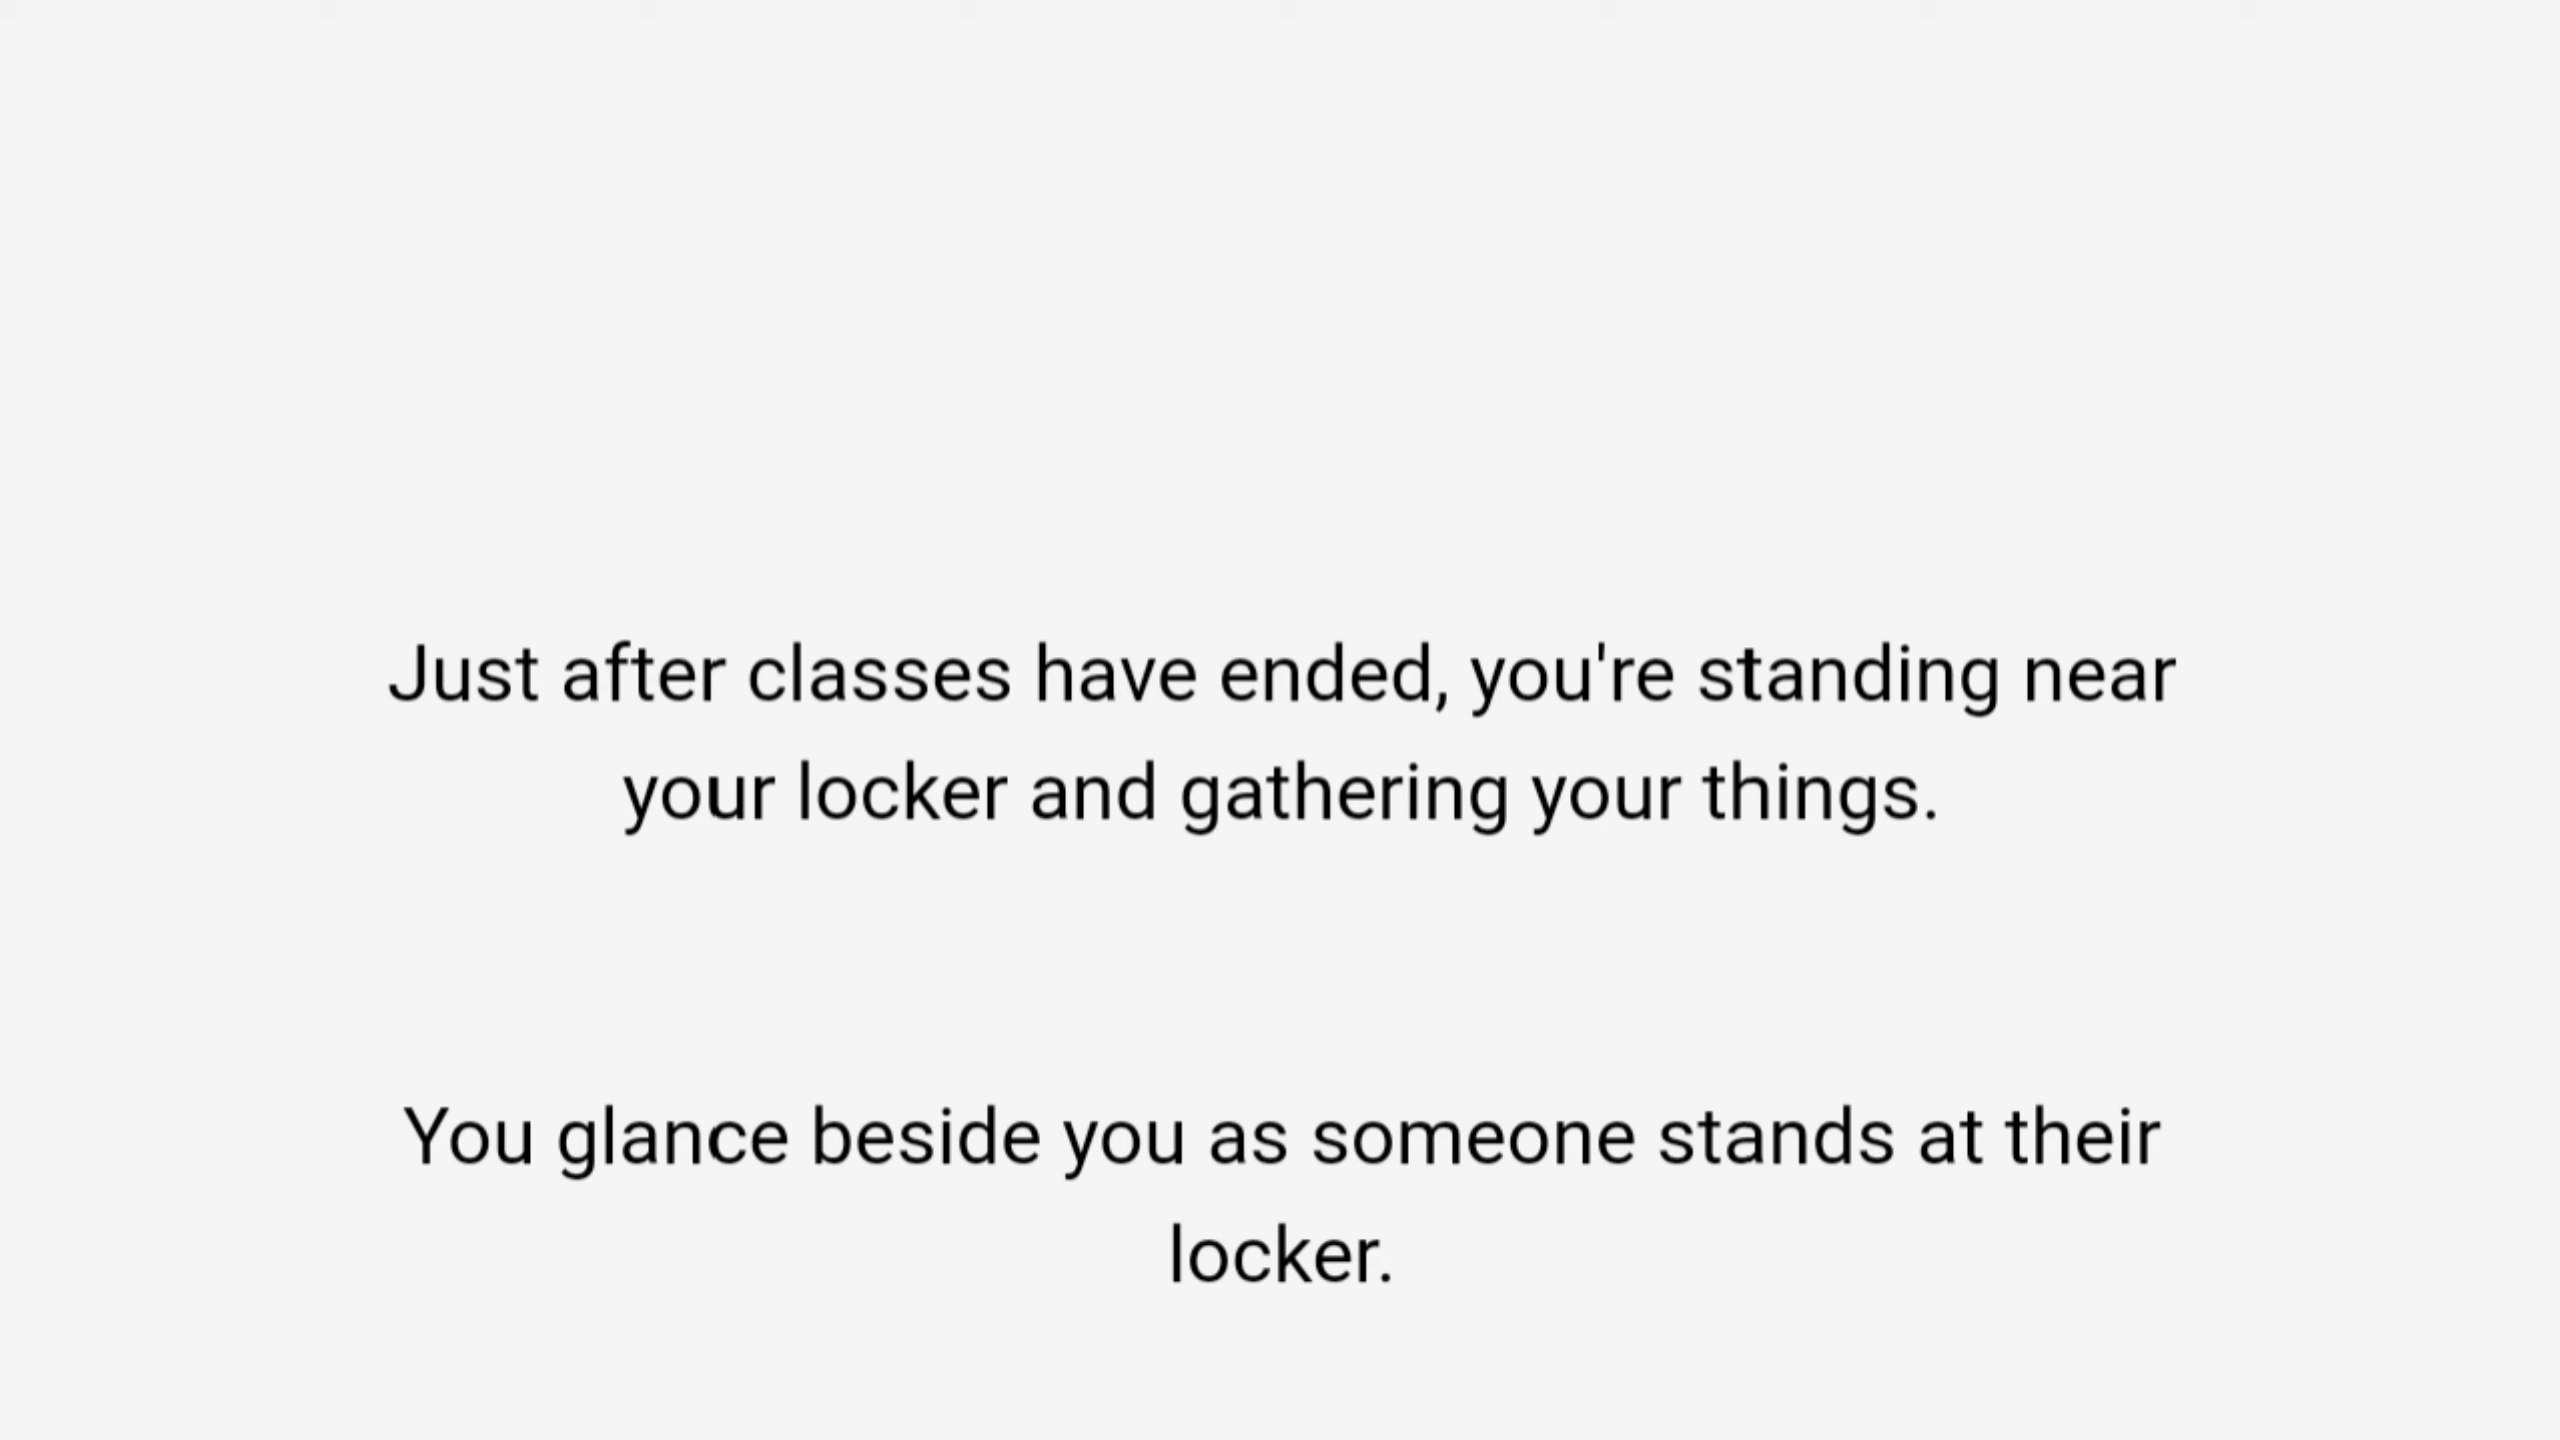 Just after classes have ended, you're standing near
your locker and gathering your things.
You glance beside you as someone stands at their
locker.